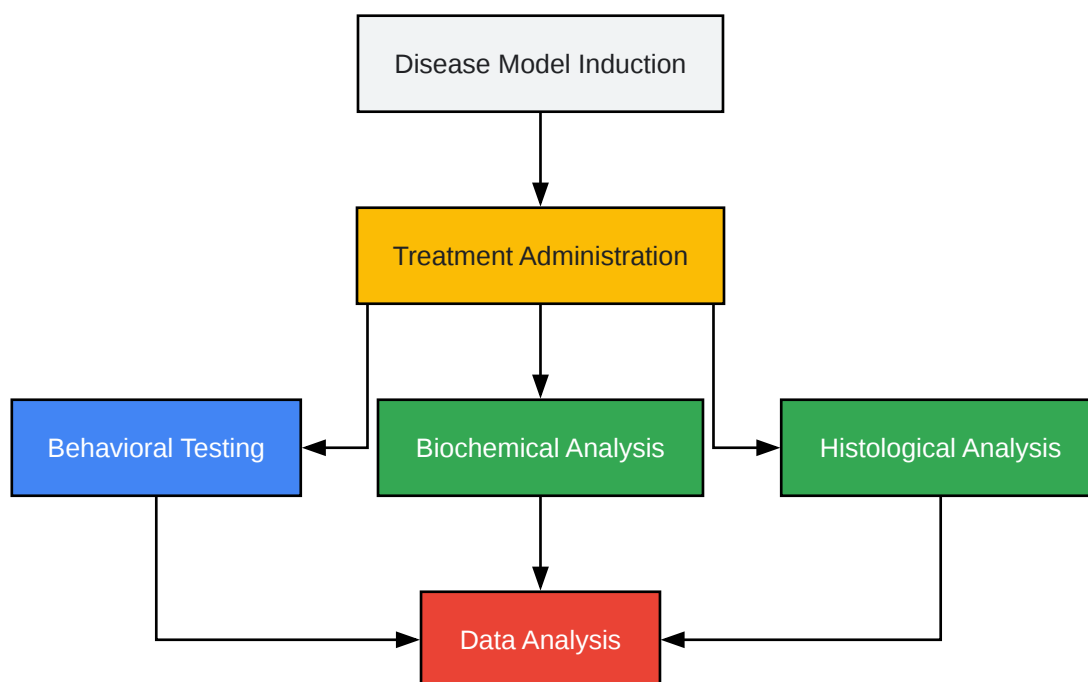 Disease Model Induction
Treatment Administration
Behavioral Testing
Biochemical Analysis
Histological Analysis
Data Analysis